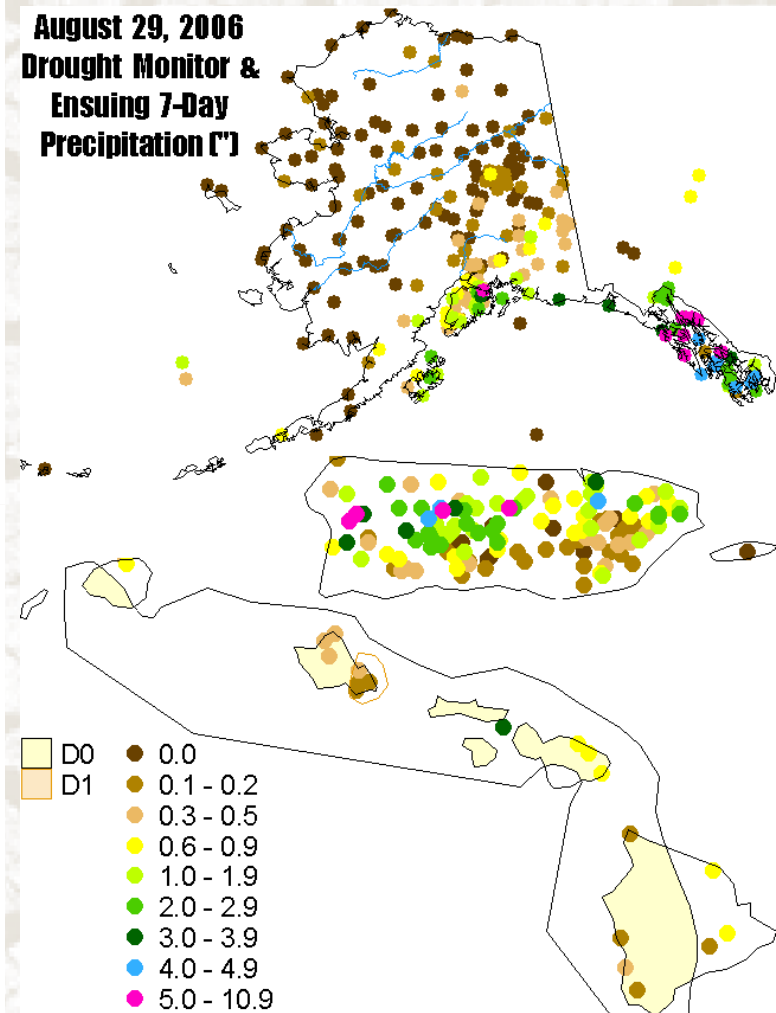 August 29, 2006
Drought Monitor &
Ensuing 7-Day
Precipitation (")
D0
D1
0.0
0.1 - 0.2
0.3 - 0.5
0.6 - 0.9
1.0 - 1.9
2.0 - 2.9
3.0 - 3.9
4.0 - 4.9
5.0 - 10.9